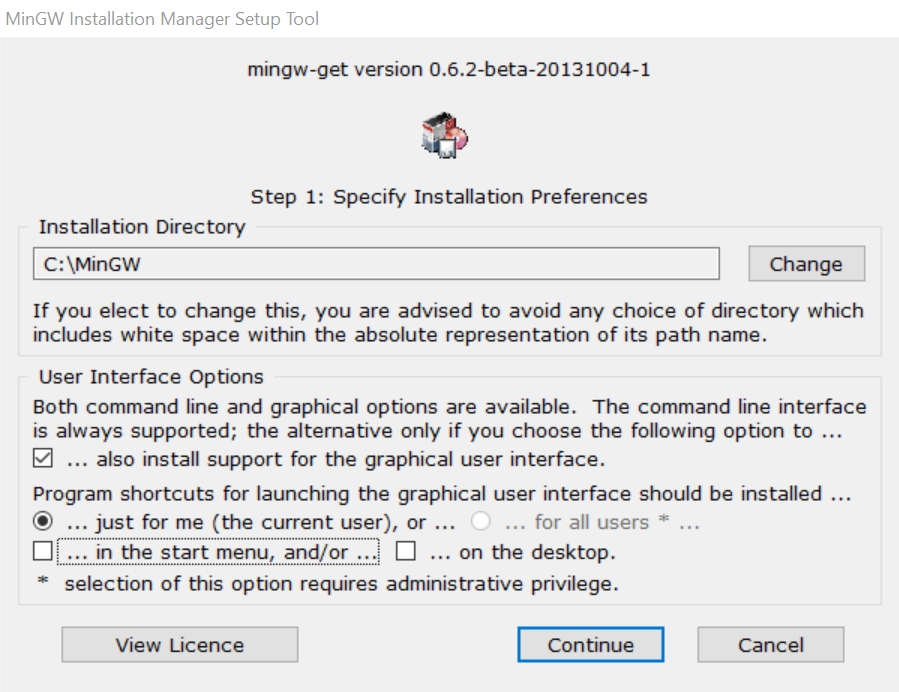 MinGW Installation Manager Setup Tool
mingw-get version 0.6.2-beta-20131004-1
Step 1: Specify Installation Preferences
Installation Directory
C:\MinGW
Change
If you elect to change this, you are advised to avoid any choice of directory which
includes white space within the absolute representation of its path name.
User Interface Options
Both command line and graphical options are available.  The command line interface
is always supported; the alternative only if you choose the following option to ...
... also install support for the graphical user interface.
Program shortcuts for launching the graphical user interface should be installed ...
... just for me (the current user), or ... ... for all users * ...
... in the start menu, and/or ... ... on the desktop.
* selection of this option requires administrative privilege.
View Licence Continue Cancel